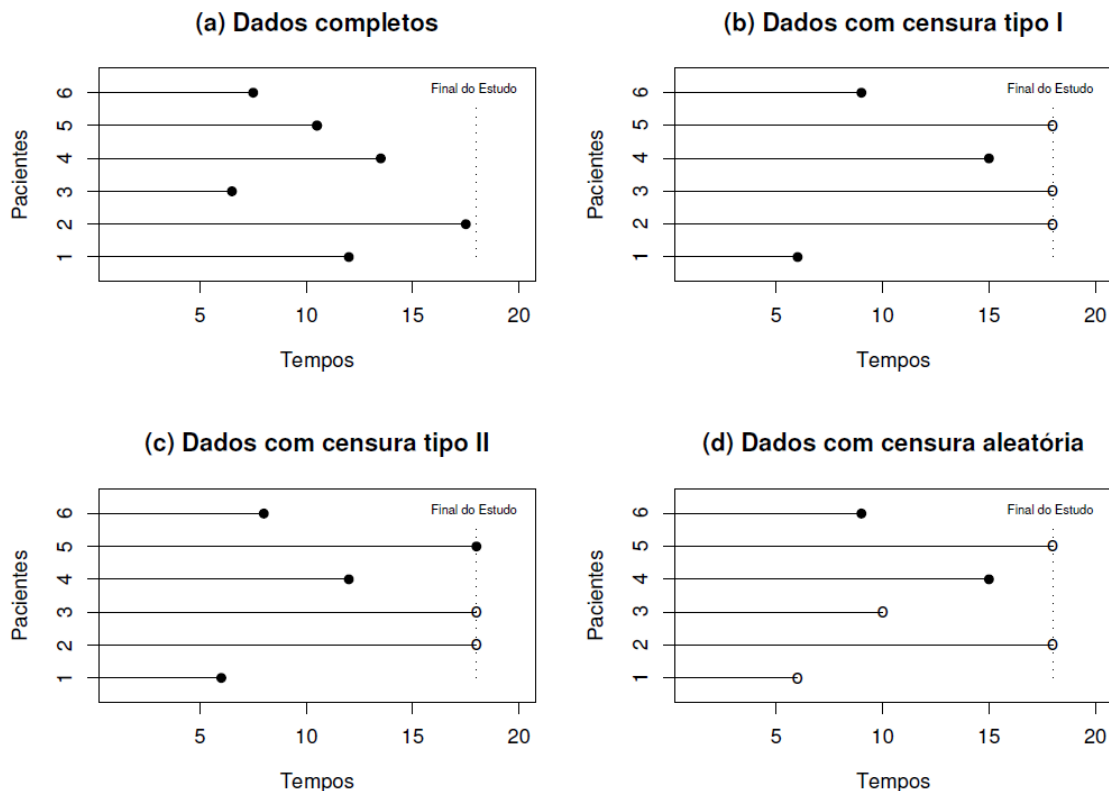 (a) Dados completos
Final do Estudo
Pacientes
6
5
4
3
2
1
5 10 15 20
Tempos
(b) Dados com censura tipo I
Final do Estudo
Pacientes
6
5
4
3
2
1
5 10 15 20
Tempos
(c) Dados com censura tipo II
Final do Estudo
Pacientes
6
5
4
3
2
1
5 10 15 20
Tempos
(d) Dados com censura aleatória
Final do Estudo
Pacientes
6
5
4
3
2
1
5 10 15 20
Tempos